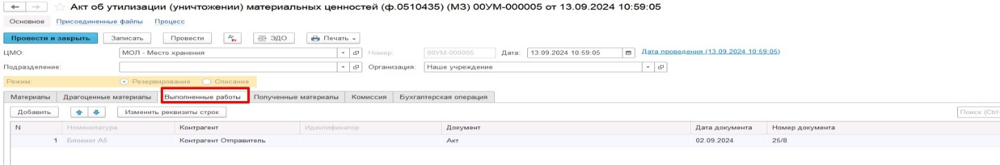 Акт об утилизации (уничтожении) материальных ценностей (ф.0510435) (МЗ) 00УМ-000005 от 13.09.2024 10:59:05
Основное Присоединенные файлы Процесс
Провести и закрыть Записать Провести Дт Кт ЭДО Печать
ЦМО: МОЛ - Место хранения Номер: 00УМ-000005 Дата: 13.09.2024 10:59:05 Дата проведения (13.09.2024 10:59:05)
Подразделение: Организация: Наше учреждение
Режим: Резервирование Списание
Материалы Драгоценные материалы Выполненные работы Полученные материалы Комиссия Бухгалтерская операция
Добавить Изменить реквизиты строк Поиск (Ctrl+
N Номенклатура Контрагент Идентификатор Документ Дата документа Номер документа
1 Блокнот А5 Контрагент Отправитель Акт 02.09.2024 25/8